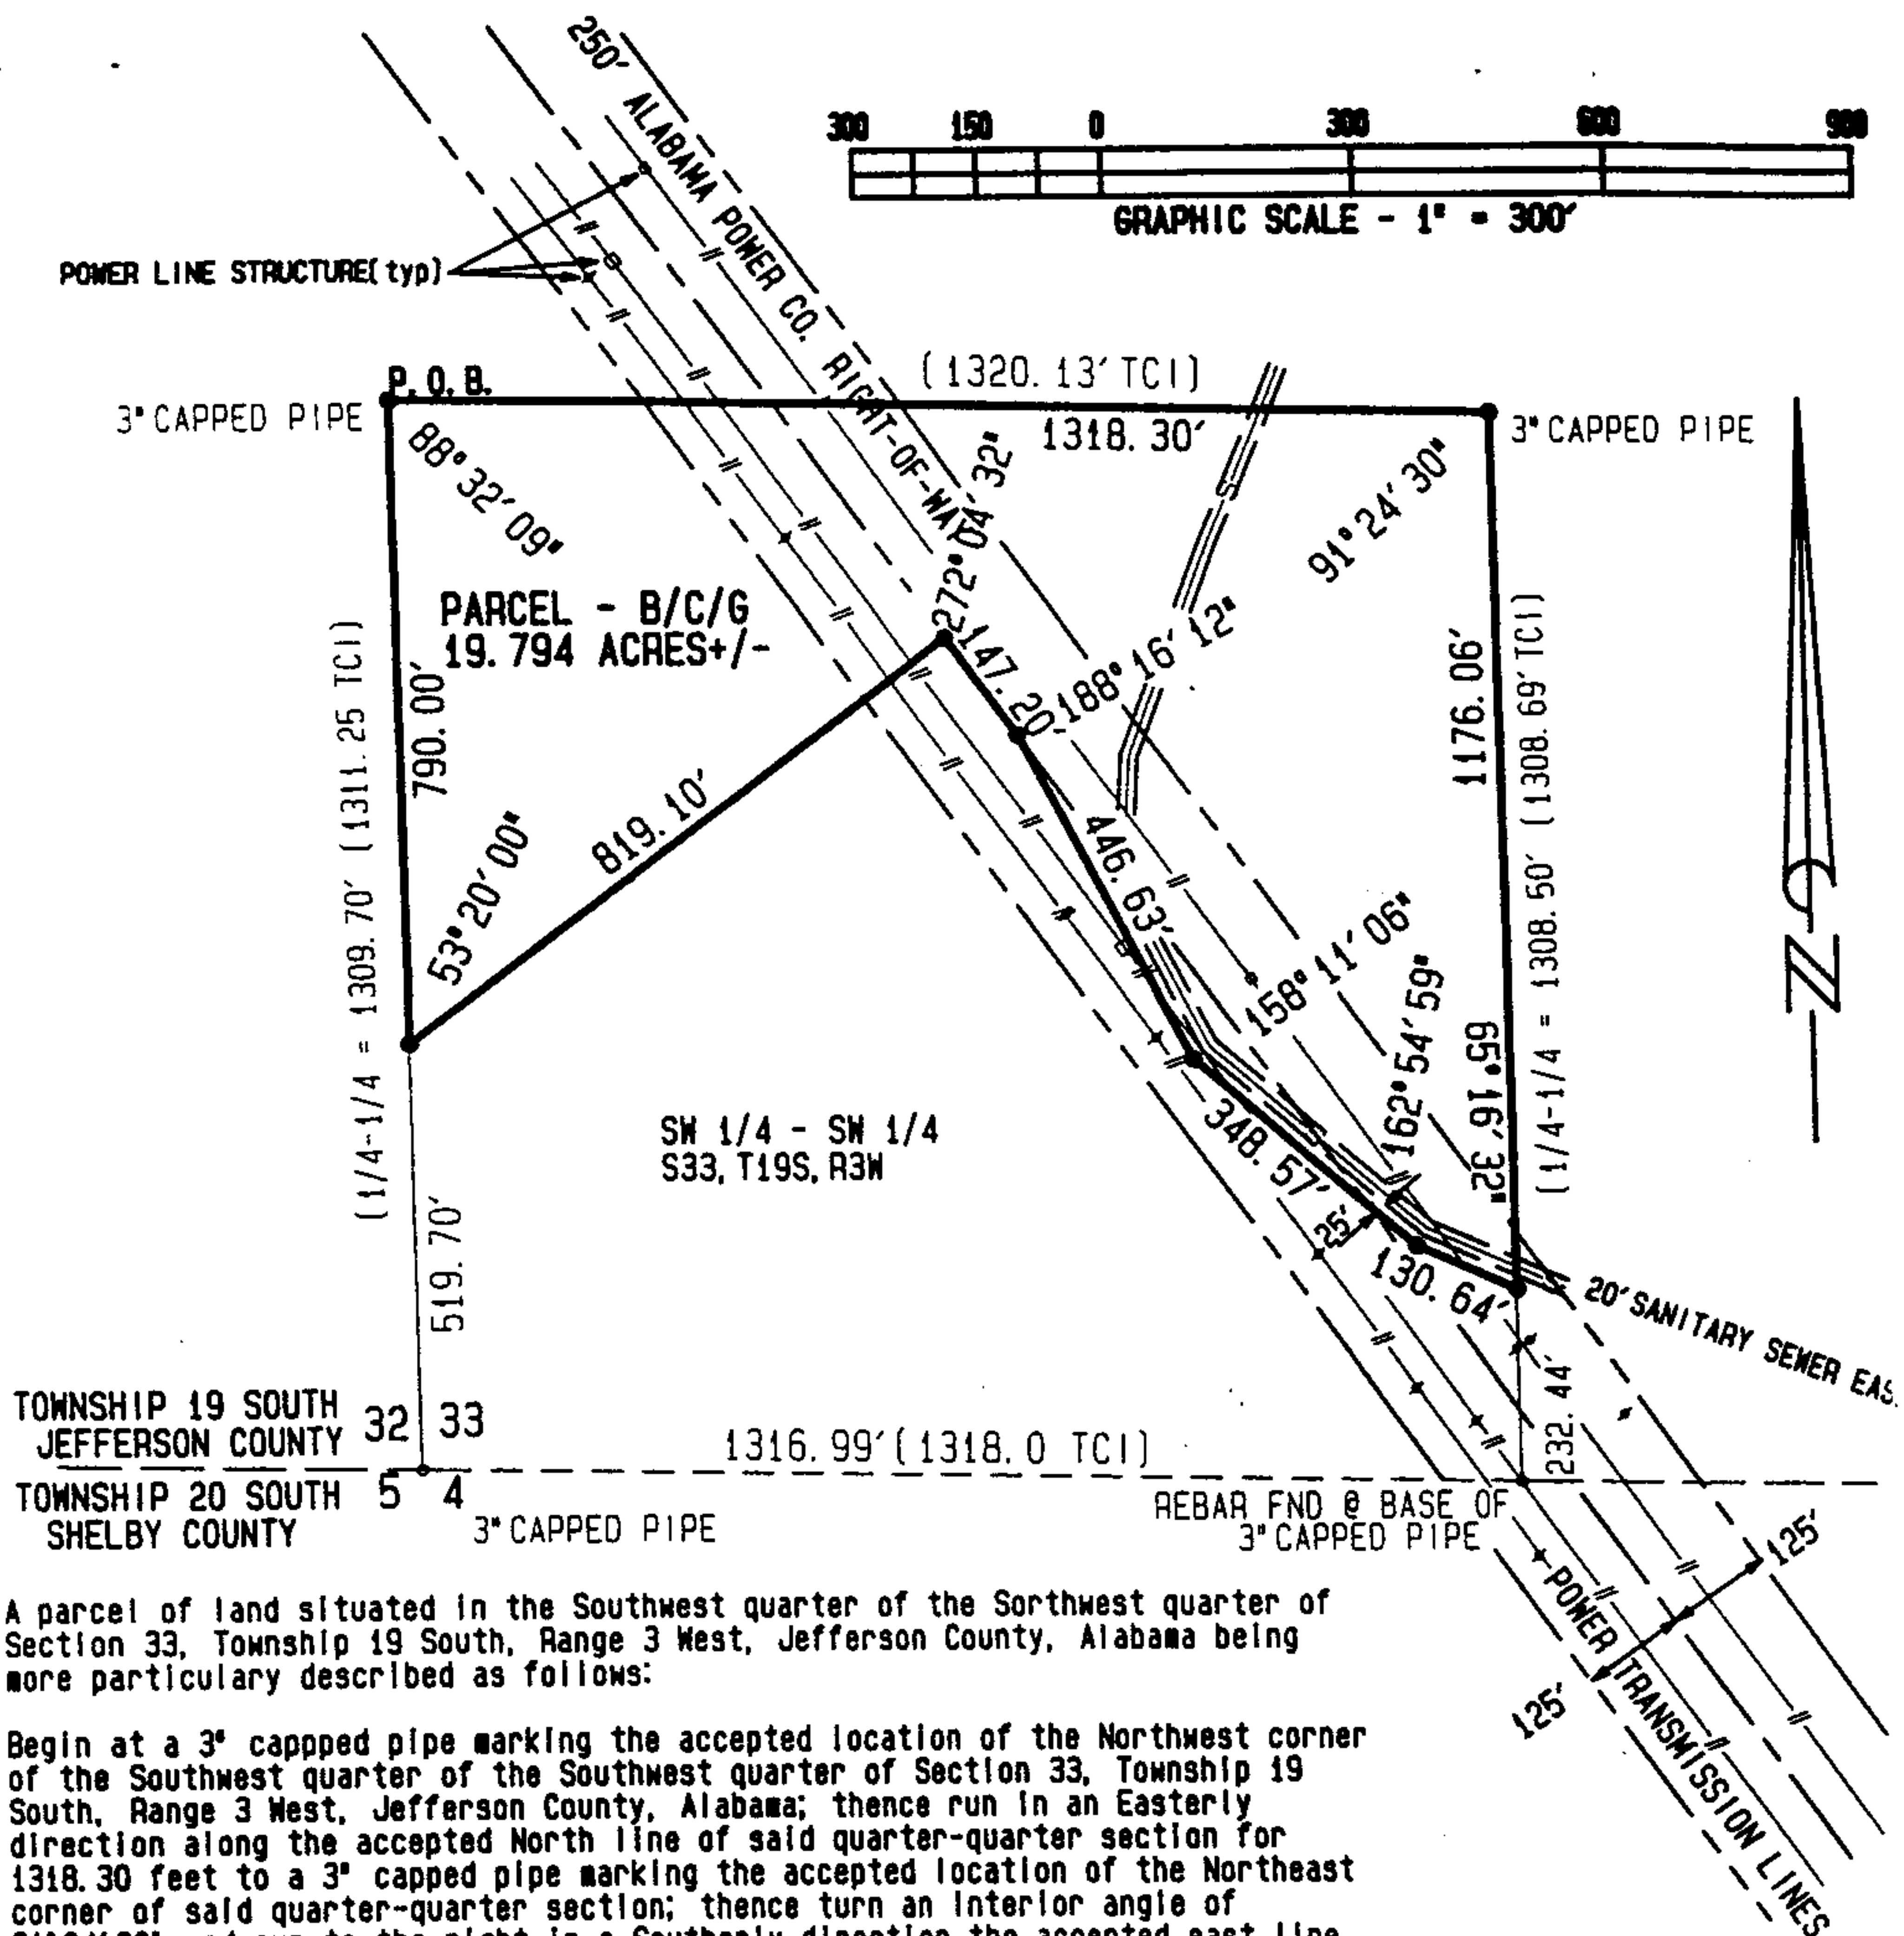 250' ALABAMA POWER CO. RIGHT-OF-WAY
300 150 0 300 600 900
GRAPHIC SCALE - 1" = 300'
POWER LINE STRUCTURE(typ)
P.O.B.
(1320.13' TCI)
3" CAPPED PIPE
1318.30'
3" CAPPED PIPE
88°32'09"
272°04'32"
91°24'30"
PARCEL - B/C/G
19.794 ACRES+/-
147.20'
188°16'12"
790.00'
(1/4-1/4 = 1309.70' (1311.25 TCI)
1176.06'
(1/4-1/4 = 1308.50' (1308.69' TCI)
819.10'
53°20'00"
446.63'
158°11'06"
162°54'59"
65°16'32"
N
SW 1/4 - SW 1/4
S33, T19S, R3W
348.57'
25'
130.64'
20' SANITARY SEWER EAS.
519.70'
232.44'
TOWNSHIP 19 SOUTH
JEFFERSON COUNTY
32 33
1316.99'(1318.0 TCI)
TOWNSHIP 20 SOUTH
SHELBY COUNTY
5 4
3" CAPPED PIPE
REBAR FND @ BASE OF
3" CAPPED PIPE
125'
125'
POWER TRANSMISSION LINES
S
A parcel of land situated in the Southwest quarter of the Sorthwest quarter of
Section 33, Township 19 South, Range 3 West, Jefferson County, Alabama being
more particulary described as follows:
Begin at a 3" cappped pipe marking the accepted location of the Northwest corner
of the Southwest quarter of the Southwest quarter of Section 33, Township 19
South, Range 3 West, Jefferson County, Alabama; thence run in an Easterly
direction along the accepted North line of said quarter-quarter section for
1318.30 feet to a 3" capped pipe marking the accepted location of the Northeast
corner of said quarter-quarter section; thence turn an interior angle of
and run to the right in a Southerly direction the accepted east line